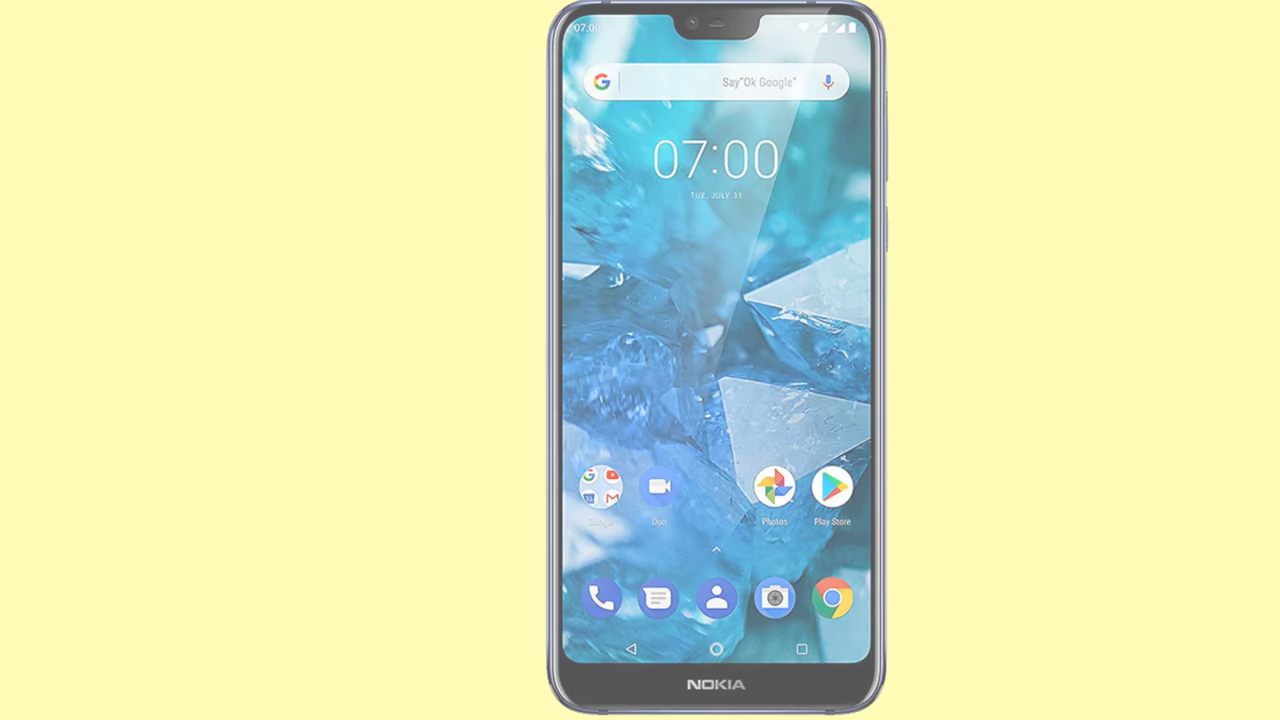 07:00
Say"Ok Google"
07:00
TUE, JULY 31
Google Duo Photos Play Store
NOKIA